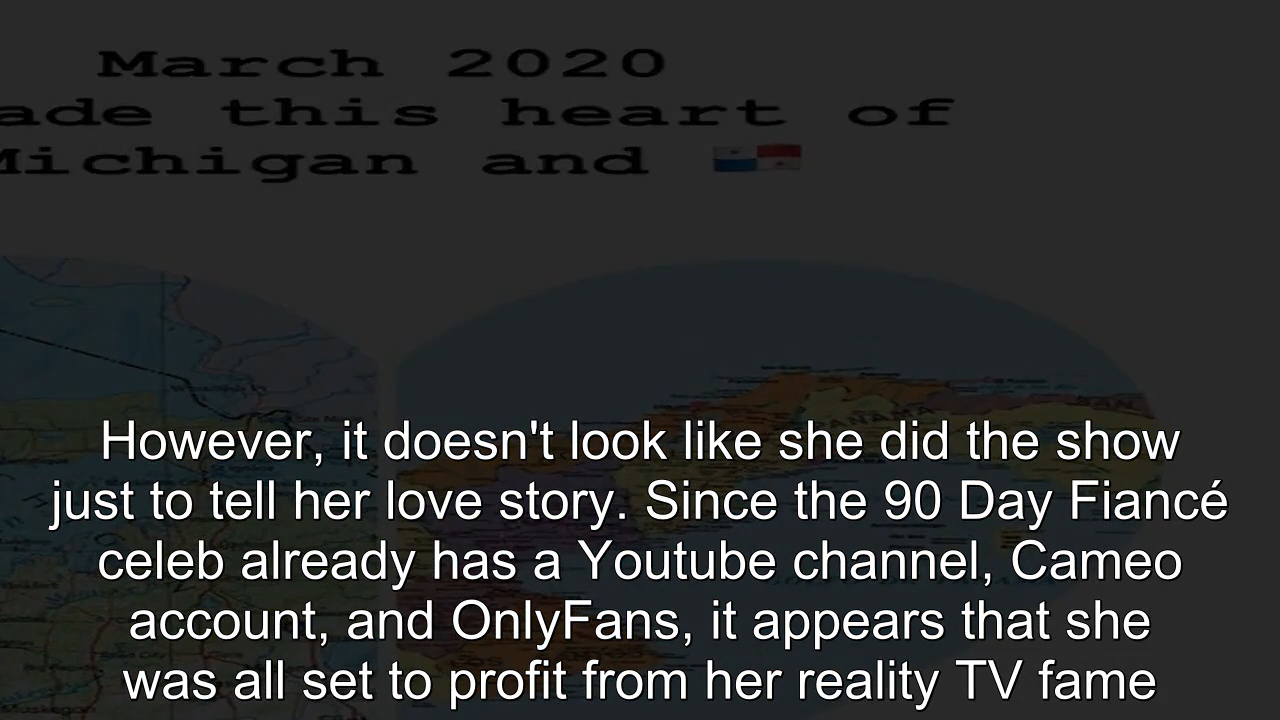 March 2020
ade this heart of
Michigan and 🇵🇦
However, it doesn't look like she did the show
just to tell her love story. Since the 90 Day Fiancé
celeb already has a Youtube channel, Cameo
account, and OnlyFans, it appears that she
was all set to profit from her reality TV fame